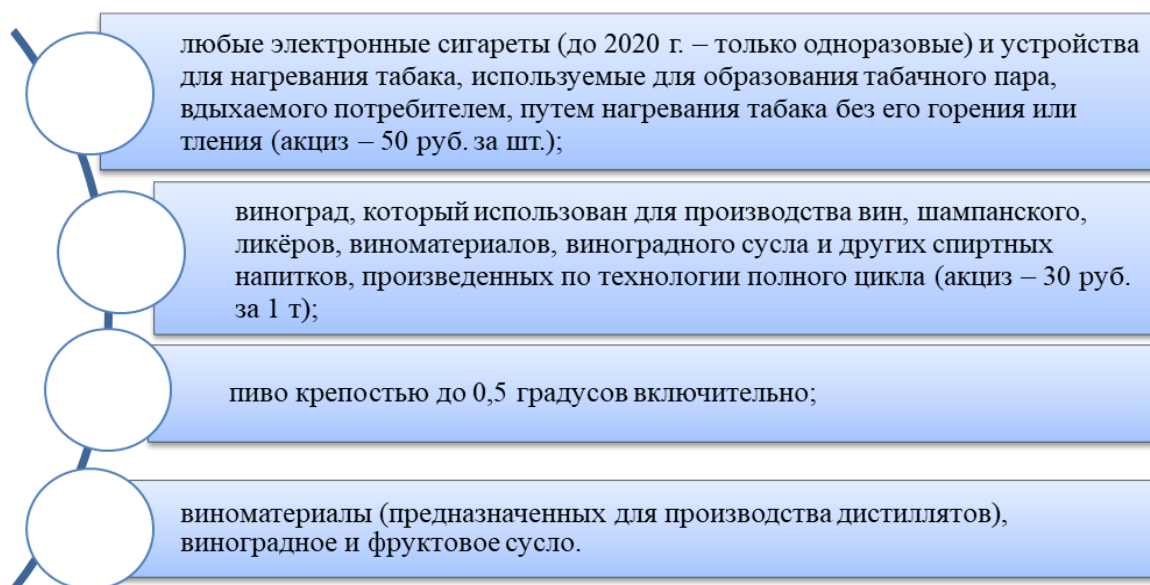 любые электронные сигареты (до 2020 г. – только одноразовые) и устройства
для нагревания табака, используемые для образования табачного пара,
вдыхаемого потребителем, путем нагревания табака без его горения или
тления (акциз – 50 руб. за шт.);
виноград, который использован для производства вин, шампанского,
ликёров, виноматериалов, виноградного сусла и других спиртных
напитков, произведенных по технологии полного цикла (акциз – 30 руб.
за 1 т);
пиво крепостью до 0,5 градусов включительно;
виноматериалы (предназначенных для производства дистиллятов),
виноградное и фруктовое сусло.